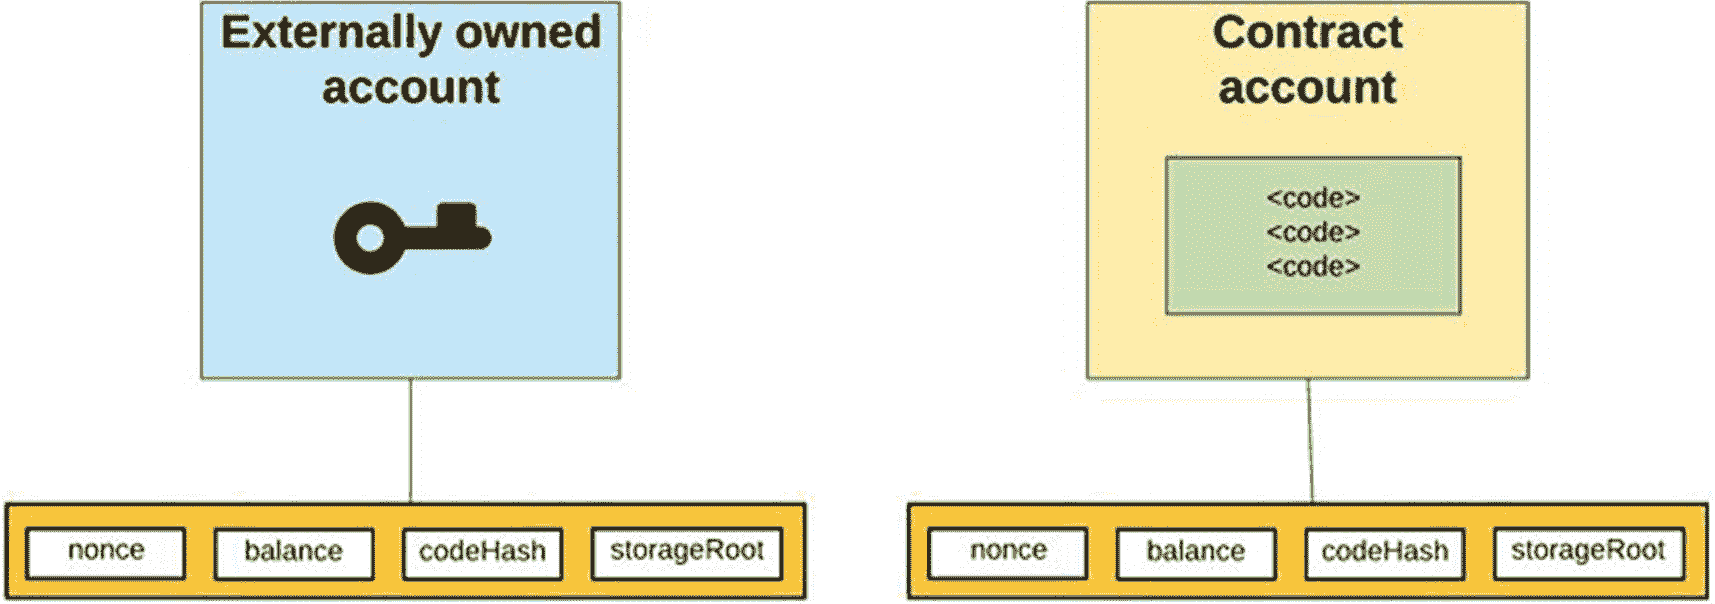 Externally owned
account
Contract
account
<code>
<code>
<code>
nonce
balance
codeHash
storageRoot
nonce
balance
codeHash
storageRoot